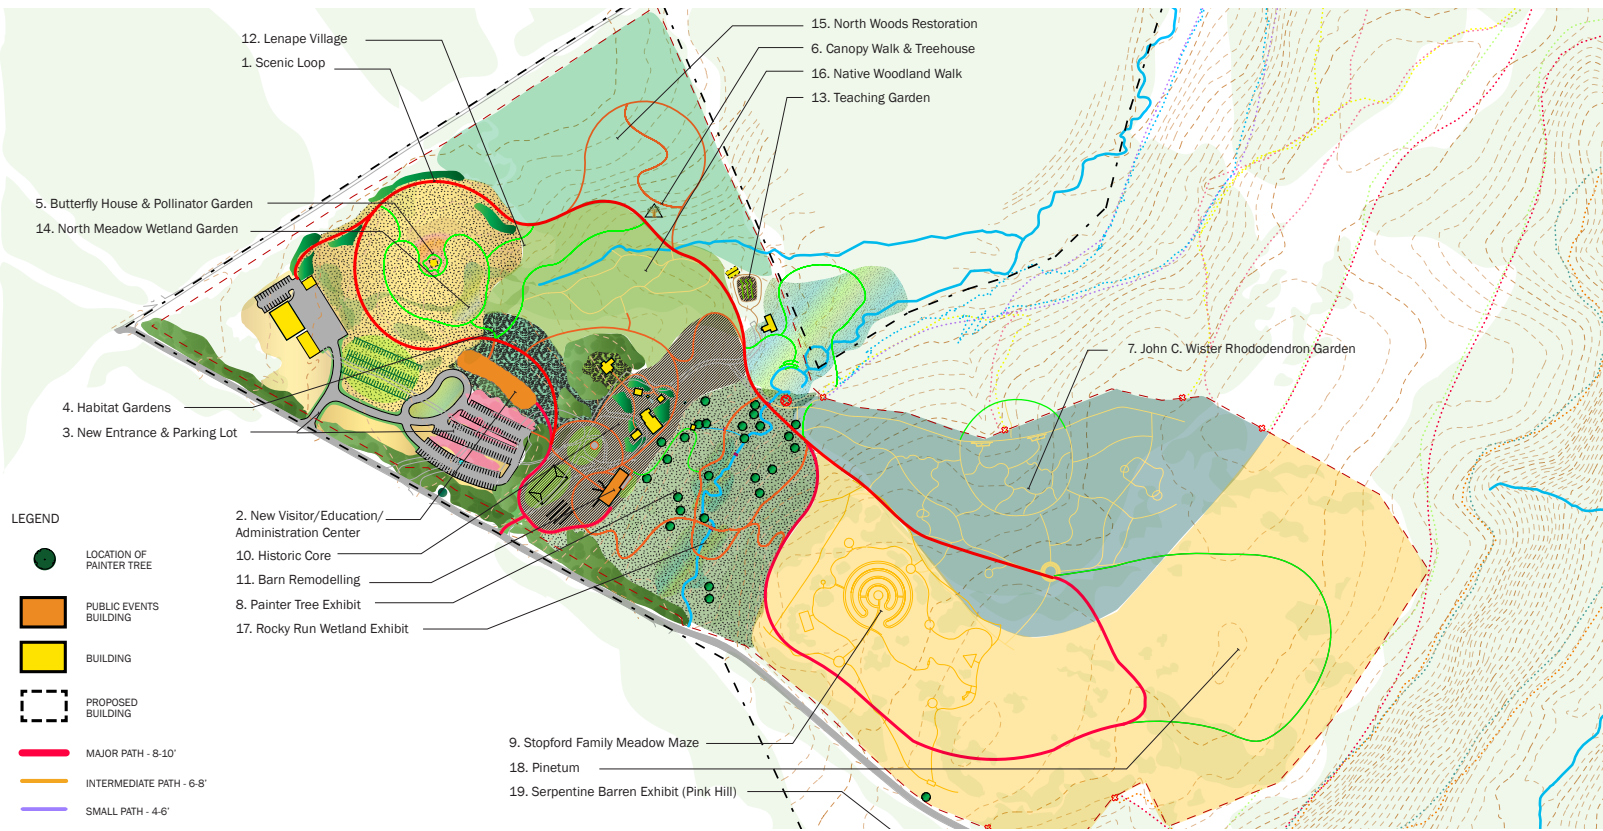 12. Lenape Village
1. Scenic Loop
15. North Woods Restoration
6. Canopy Walk & Treehouse
16. Native Woodland Walk
13. Teaching Garden
5. Butterfly House & Pollinator Garden
14. North Meadow Wetland Garden
7. John C. Wister Rhododendron Garden
4. Habitat Gardens
3. New Entrance & Parking Lot
2. New Visitor/Education/
Administration Center
10. Historic Core
11. Barn Remodelling
8. Painter Tree Exhibit
17. Rocky Run Wetland Exhibit
9. Stopford Family Meadow Maze
18. Pinetum
19. Serpentine Barren Exhibit (Pink Hill)
LEGEND
LOCATION OF
PAINTER TREE
PUBLIC EVENTS
BUILDING
BUILDING
PROPOSED
BUILDING
MAJOR PATH - 8-10'
INTERMEDIATE PATH - 6-8'
SMALL PATH - 4-6'